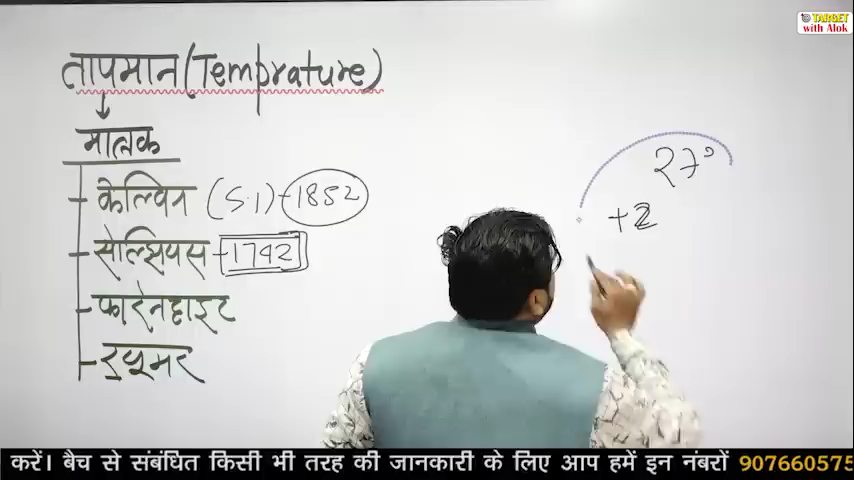 TARGET
with Alok
तापमान (Temprature)
मात्रक
केल्विन (S.I) - 1852
सेल्सियस - 1742
फारेनहाइट
रयूमर
27°
+2
करें। बैच से संबंधित किसी भी तरह की जानकारी के लिए आप हमें इन नंबरों 907660575